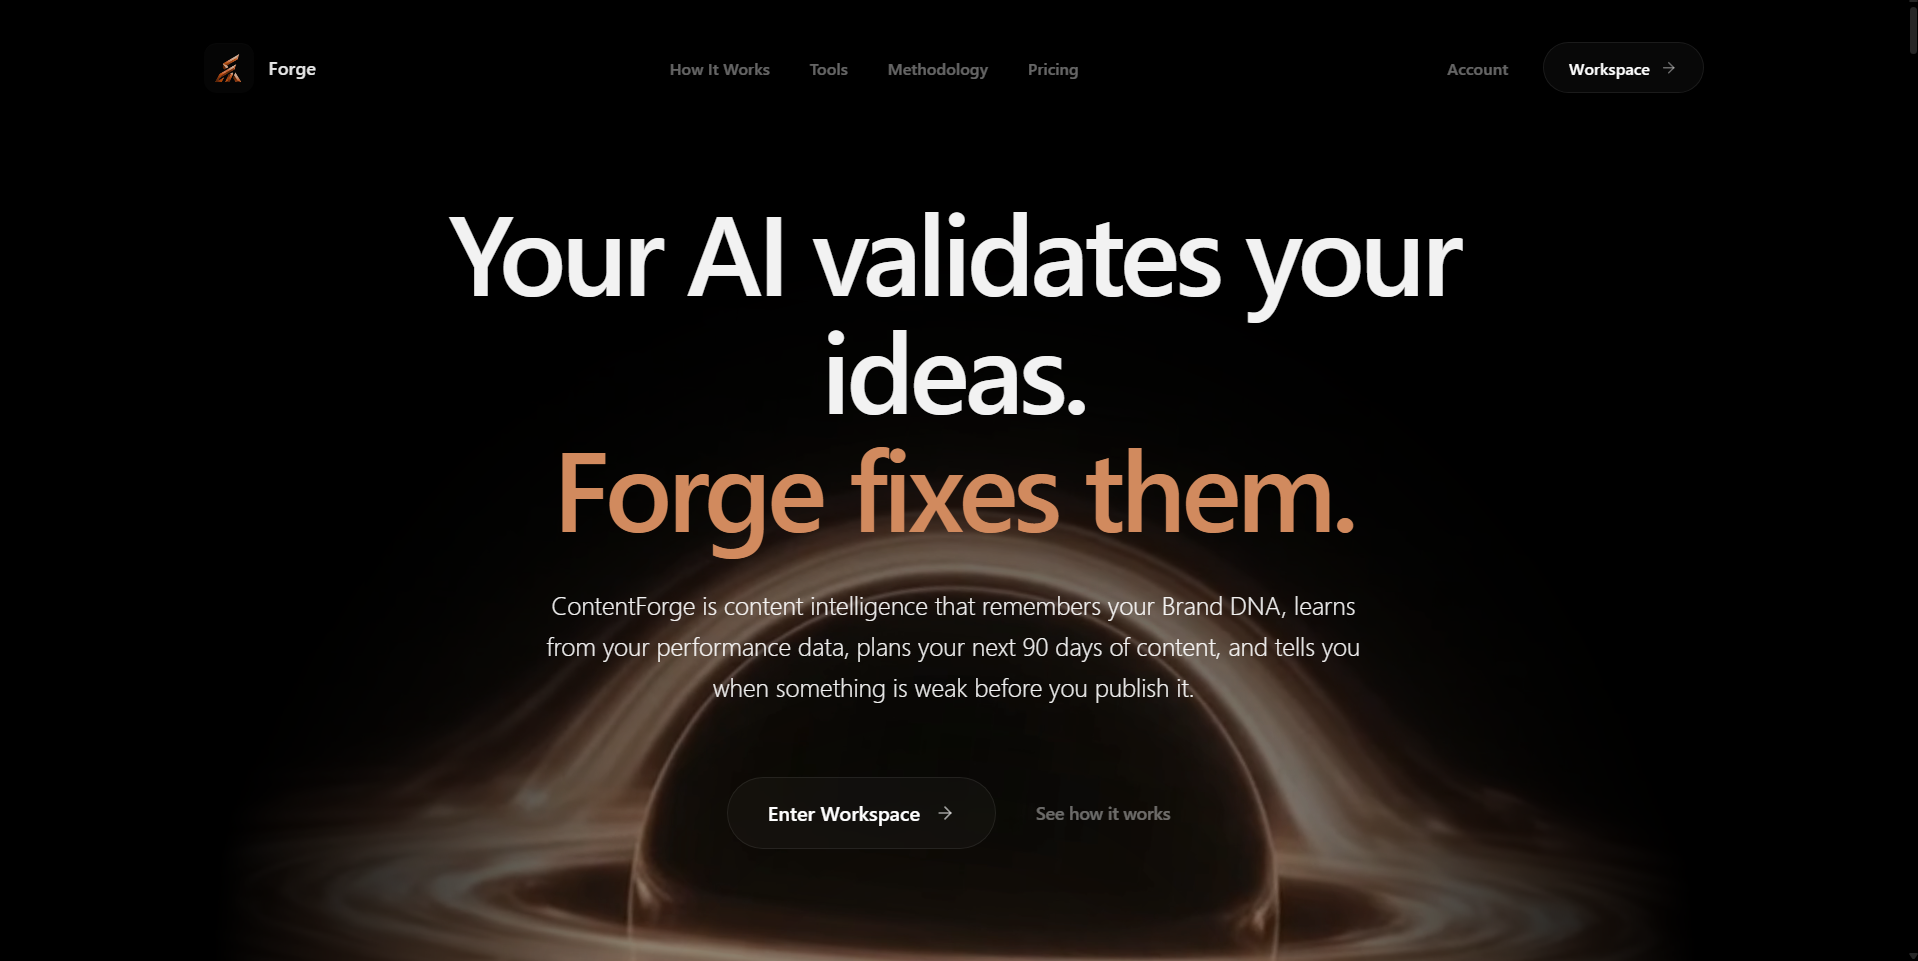 Forge
How It Works
Tools
Methodology
Pricing
Account
Workspace →
Your AI validates your
ideas.
Forge fixes them.
ContentForge is content intelligence that remembers your Brand DNA, learns
from your performance data, plans your next 90 days of content, and tells you
when something is weak before you publish it.
Enter Workspace →
See how it works